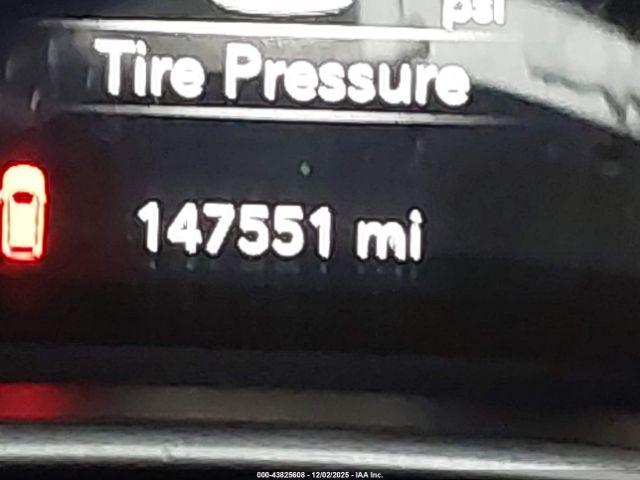 psi
Tire Pressure
147551 mi
000-43825608 - 12/02/2025 - IAA Inc.